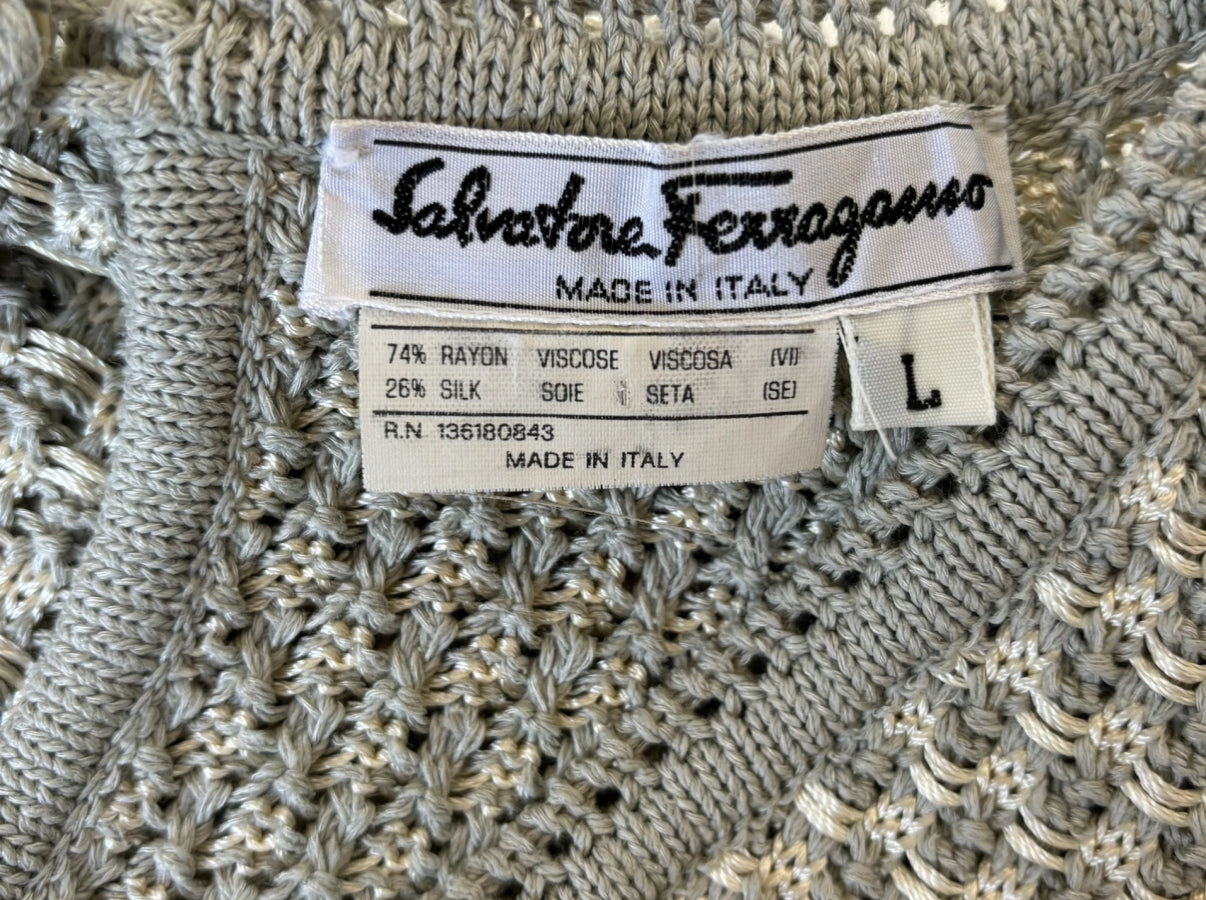 Salvatore Ferragamo
MADE IN ITALY
74% RAYON VISCOSE VISCOSA (VI)
26% SILK SOIE SETA (SE)
R.N 136180843
MADE IN ITALY
L